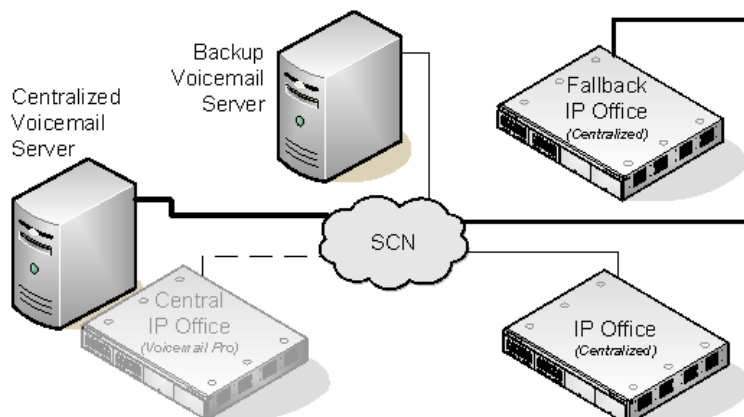 Backup
Voicemail
Server
Centralized
Voicemail
Server
Fallback
IP Office
(Centralized)
SCN
Central
IP Office
(Voicemail Pro)
IP Office
(Centralized)